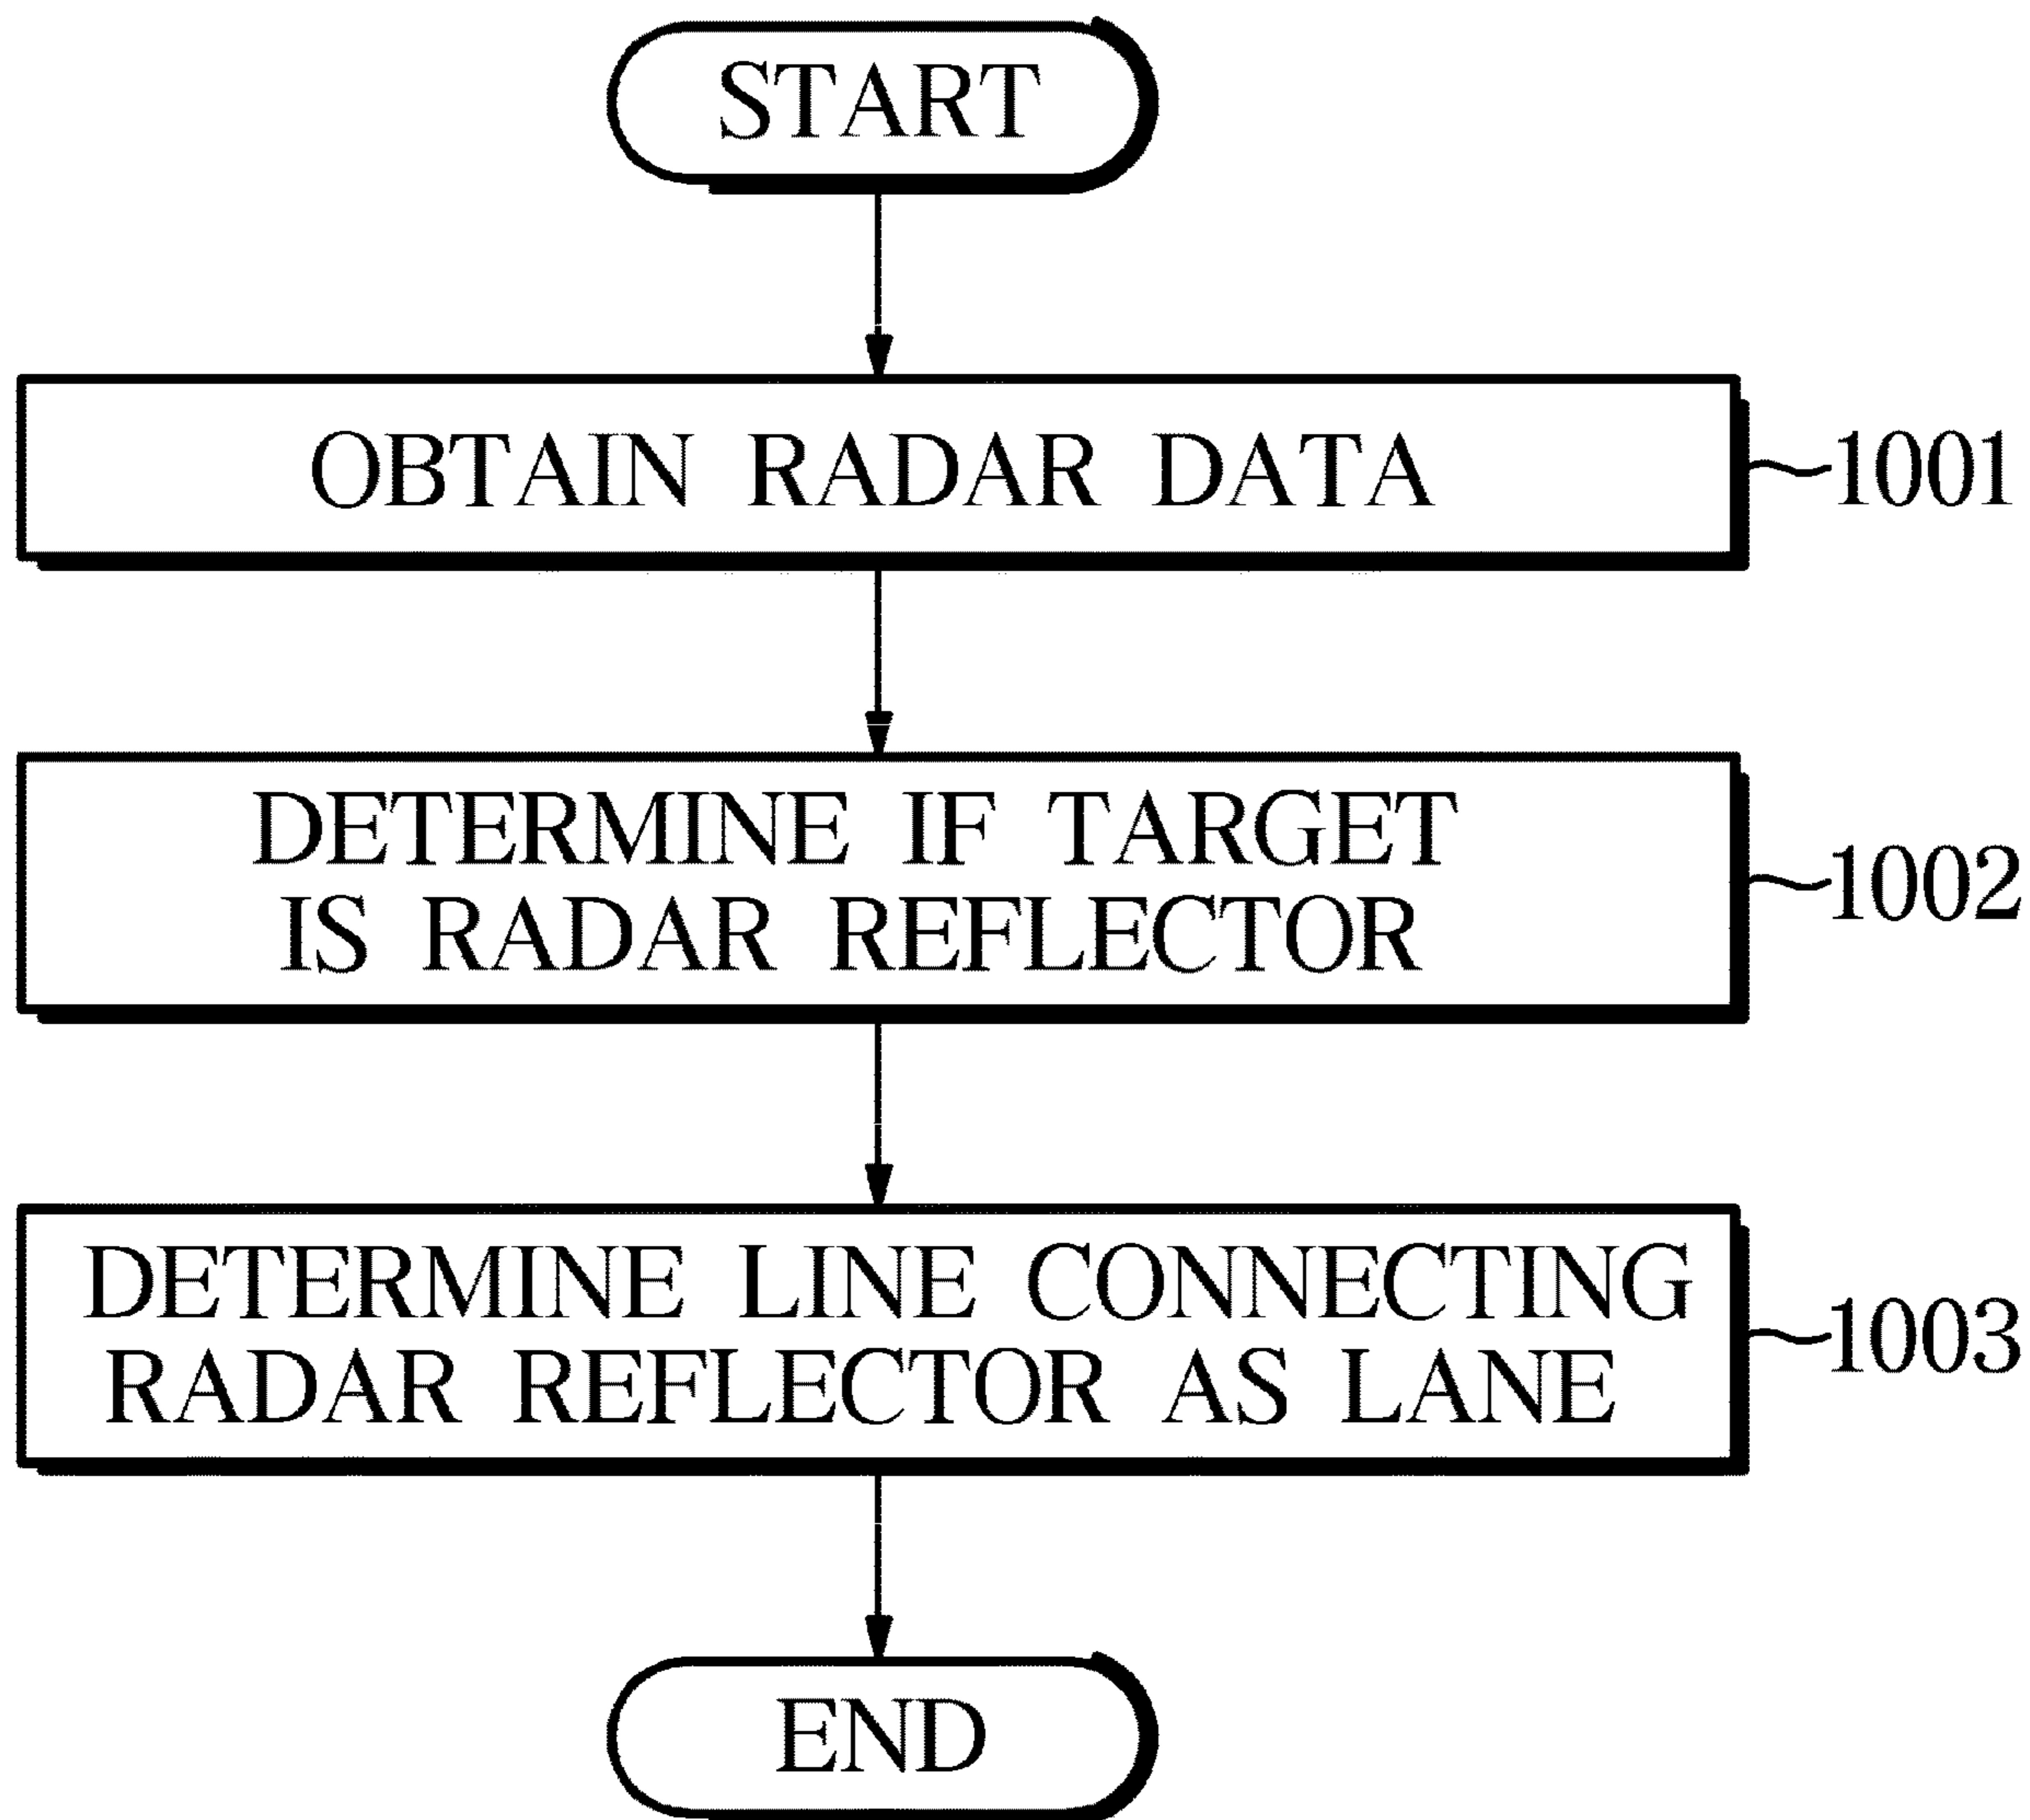 START
OBTAIN RADAR DATA
1001
DETERMINE IF TARGET
IS RADAR REFLECTOR
1002
DETERMINE LINE CONNECTING
RADAR REFLECTOR AS LANE
1003
END